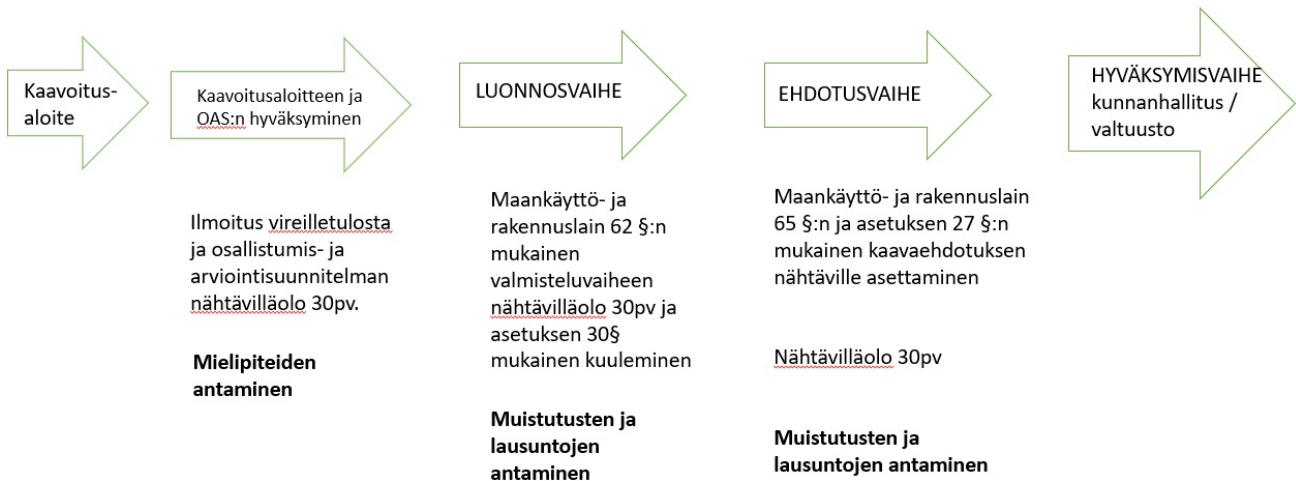 Kaavoitus-
aloite
Kaavoitusaloitteen ja
OAS:n hyväksyminen
Ilmoitus vireilletulosta
ja osallistumis- ja
arviointisuunnitelman
nähtävilläolo 30pv.
Mielipiteiden
antaminen
LUONNOSVAIHE
Maankäyttö- ja
rakennuslain 62 §:n
mukainen
valmisteluvaiheen
nähtävilläolo 30pv ja
asetuksen 30§
mukainen kuuleminen
Muistutusten ja
lausuntojen
antaminen
EHDOTUSVAIHE
Maankäyttö- ja rakennuslain
65 §:n ja asetuksen 27 §:n
mukainen kaavaehdotuksen
nähtäville asettaminen
Nähtävilläolo 30pv
Muistutusten ja
lausuntojen antaminen
HYVÄKSYMISVAIHE
kunnanhallitus /
valtuusto